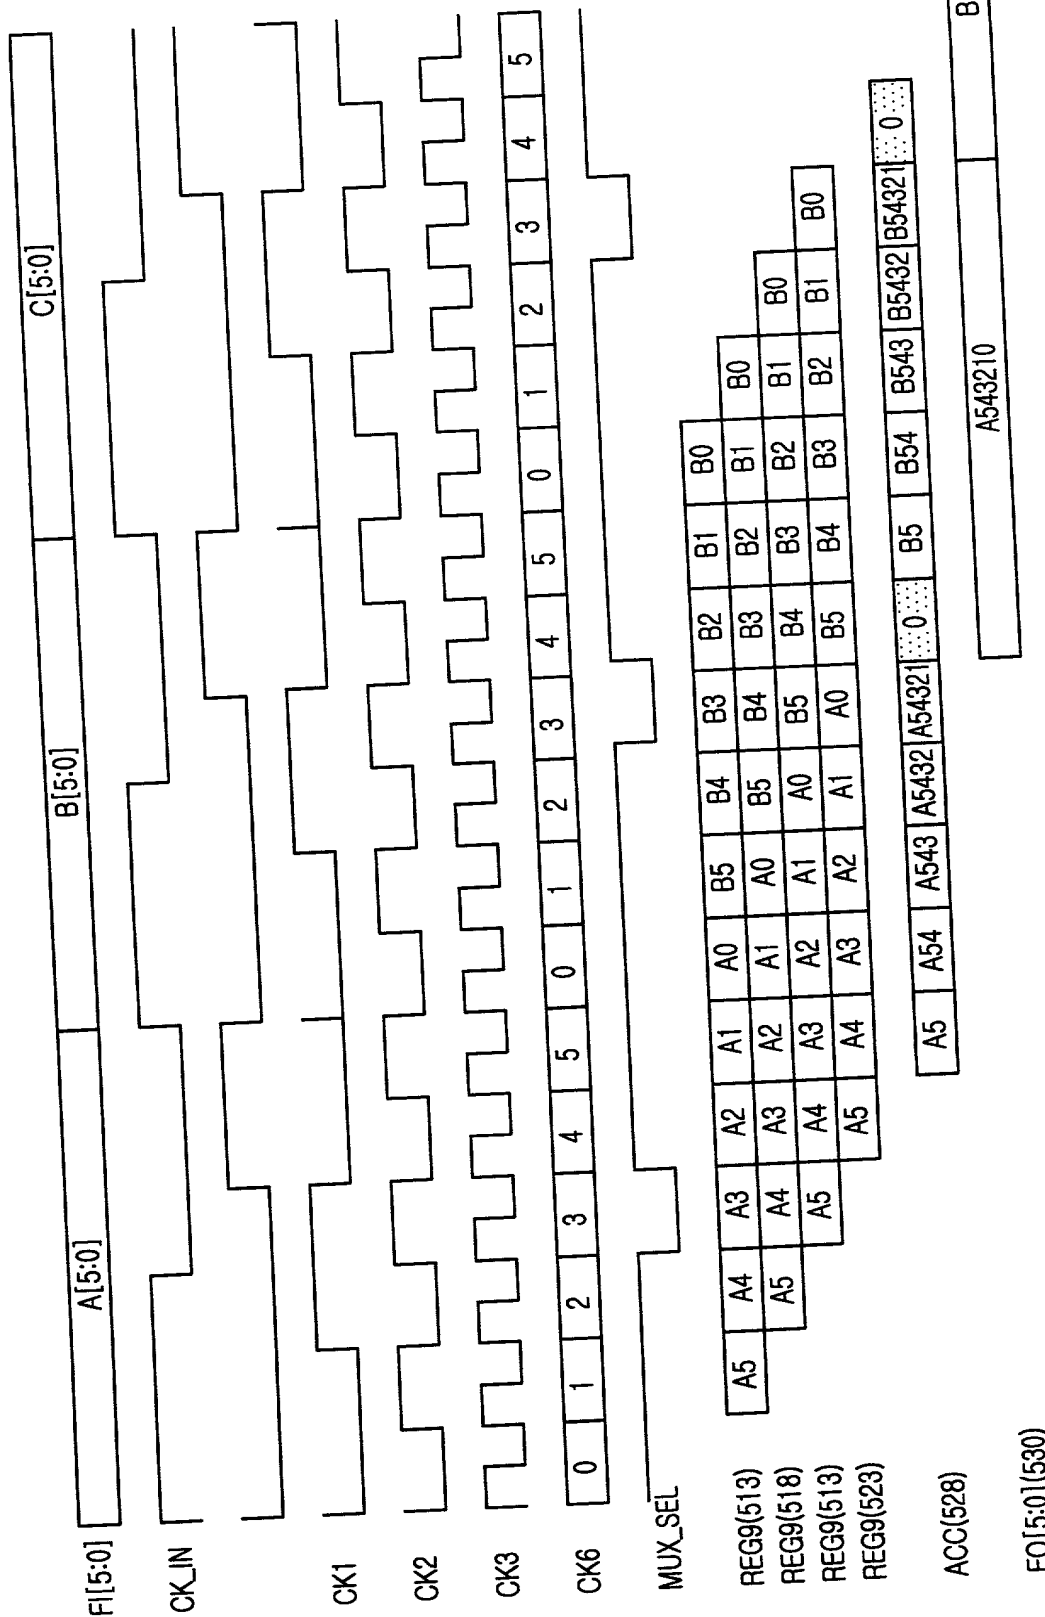 FI[5:0] A[5:0] B[5:0] C[5:0]
CK_IN
CK1
CK2
CK3
CK6 0 1 2 3 4 5 0 1 2 3 4 5 0 1 2 3 4 5
MUX_SEL
REG9(513) A5 A4 A3 A2 A1 A0 B5 B4 B3 B2 B1 B0
REG9(518) A5 A4 A3 A2 A1 A0 B5 B4 B3 B2 B1 B0
REG9(513) A5 A4 A3 A2 A1 A0 B5 B4 B3 B2 B1 B0
REG9(523) A5 A4 A3 A2 A1 A0 B5 B4 B3 B2 B1 B0
ACC(528) A5 A54 A543 A5432 A54321 0 B5 B54 B543 B5432 B54321 0
FO[5:0](530) A543210 B